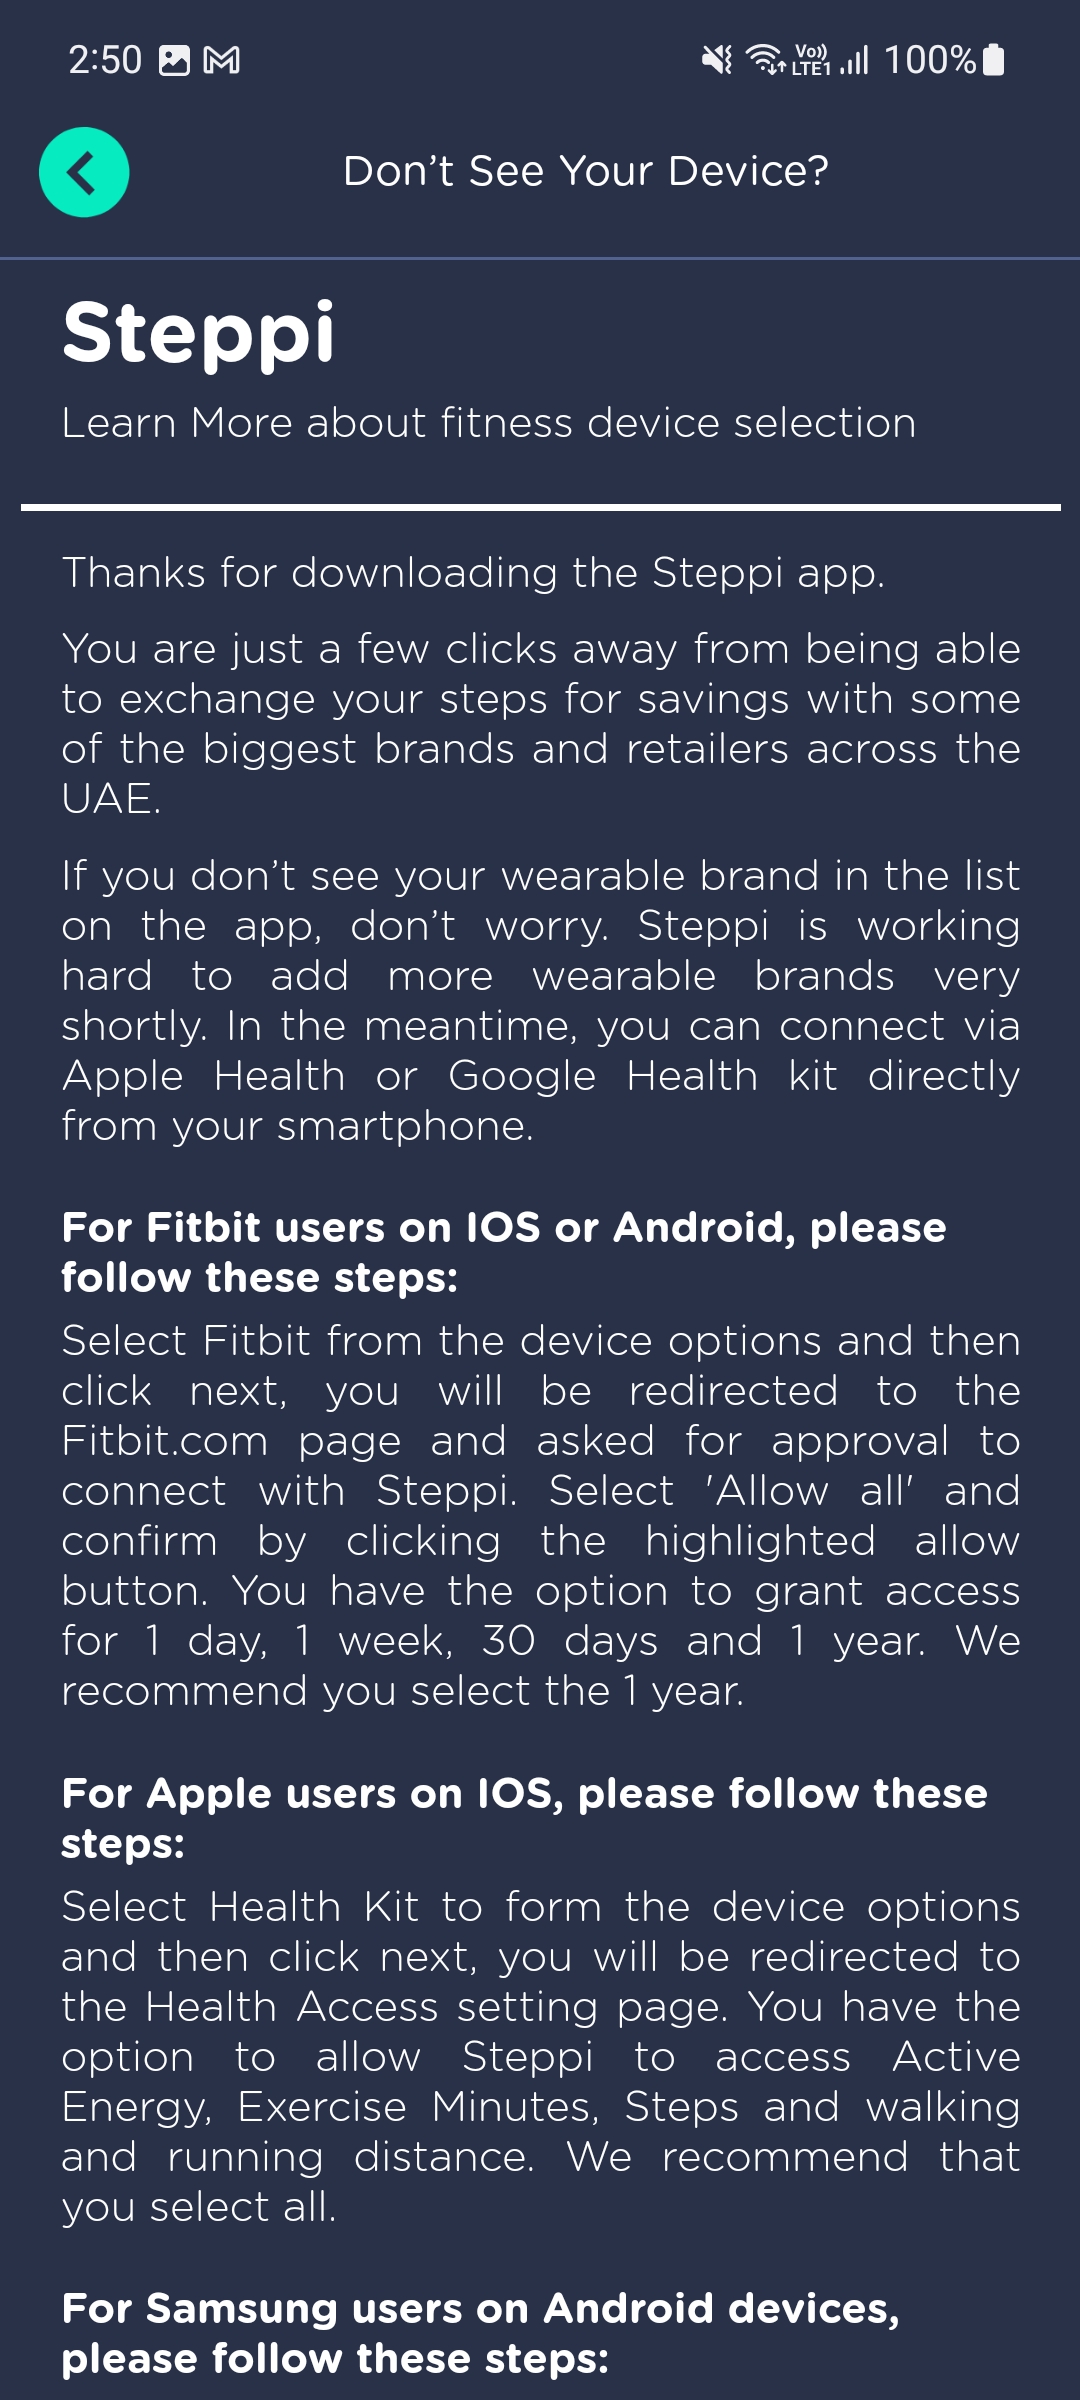 2:50
Vo))
LTE1
100%
Don’t See Your Device?
Steppi
Learn More about fitness device selection
Thanks for downloading the Steppi app.
You are just a few clicks away from being able
to exchange your steps for savings with some
of the biggest brands and retailers across the
UAE.
If you don’t see your wearable brand in the list
on the app, don’t worry. Steppi is working
hard to add more wearable brands very
shortly. In the meantime, you can connect via
Apple Health or Google Health kit directly
from your smartphone.
For Fitbit users on IOS or Android, please
follow these steps:
Select Fitbit from the device options and then
click next, you will be redirected to the
Fitbit.com page and asked for approval to
connect with Steppi. Select 'Allow all' and
confirm by clicking the highlighted allow
button. You have the option to grant access
for 1 day, 1 week, 30 days and 1 year. We
recommend you select the 1 year.
For Apple users on IOS, please follow these
steps:
Select Health Kit to form the device options
and then click next, you will be redirected to
the Health Access setting page. You have the
option to allow Steppi to access Active
Energy, Exercise Minutes, Steps and walking
and running distance. We recommend that
you select all.
For Samsung users on Android devices,
please follow these steps: